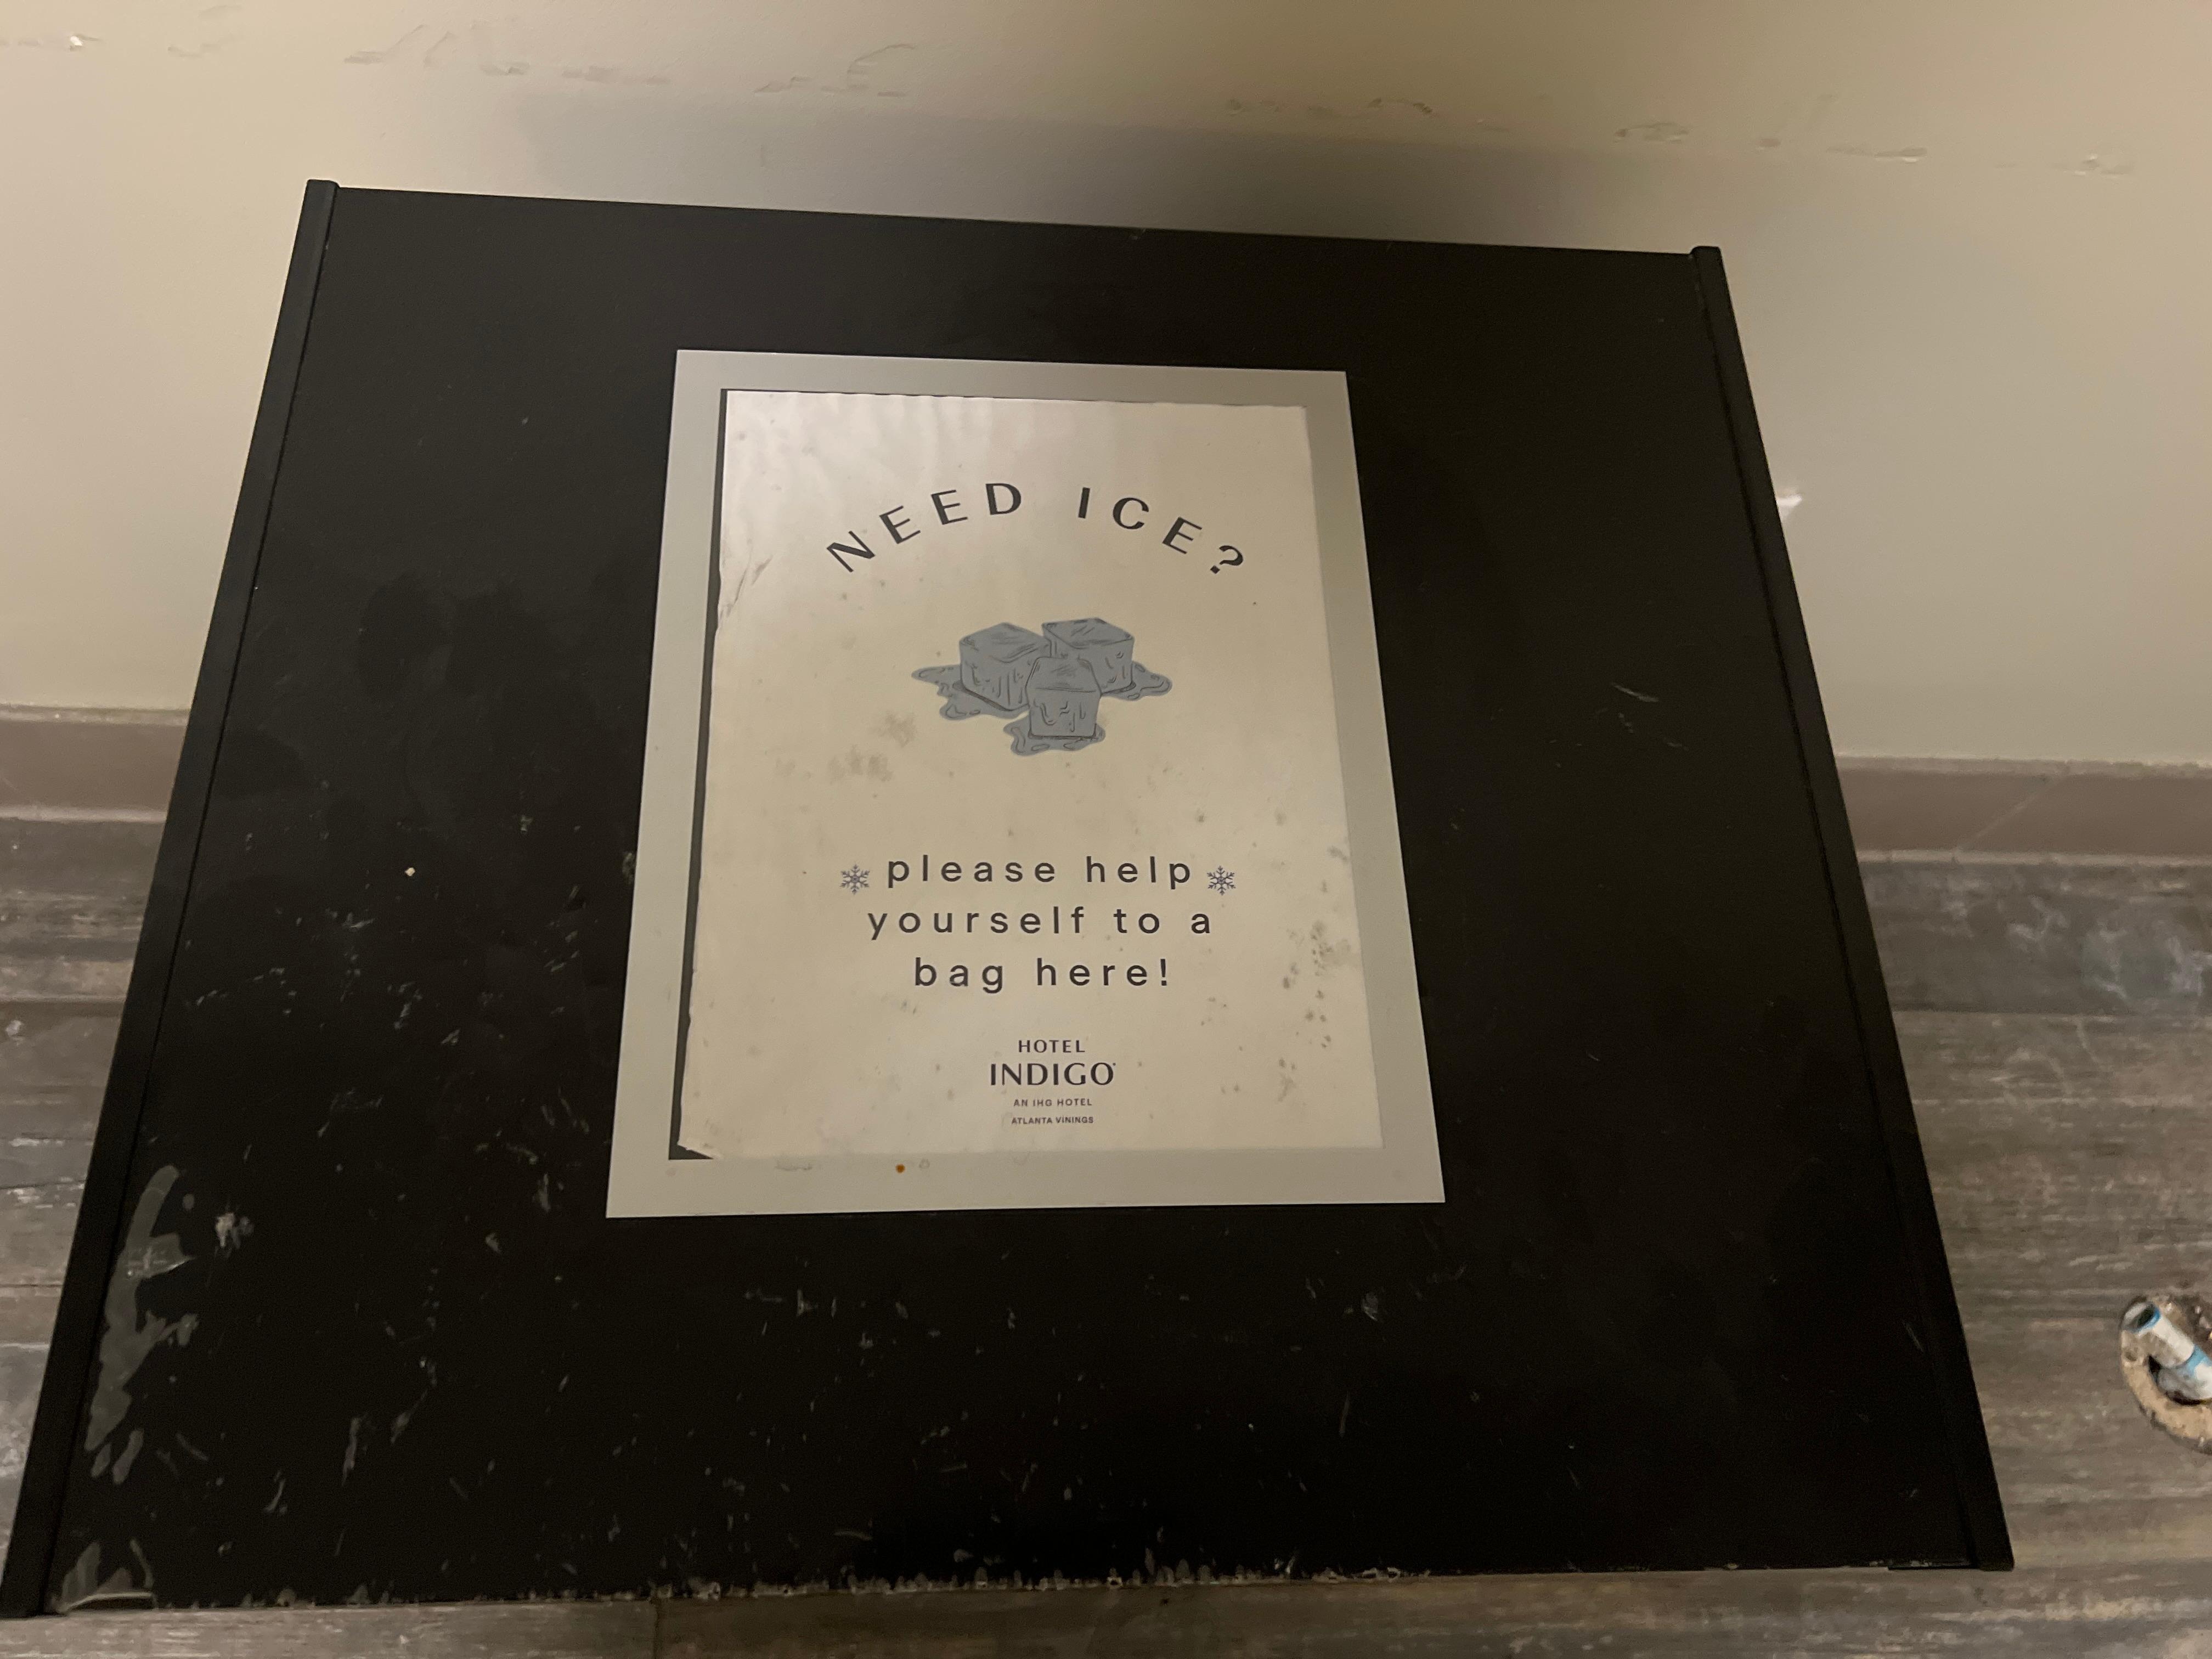 NEED ICE?
please help
yourself to a
bag here!
HOTEL
INDIGO
AN IHG HOTEL
ATLANTA VININGS